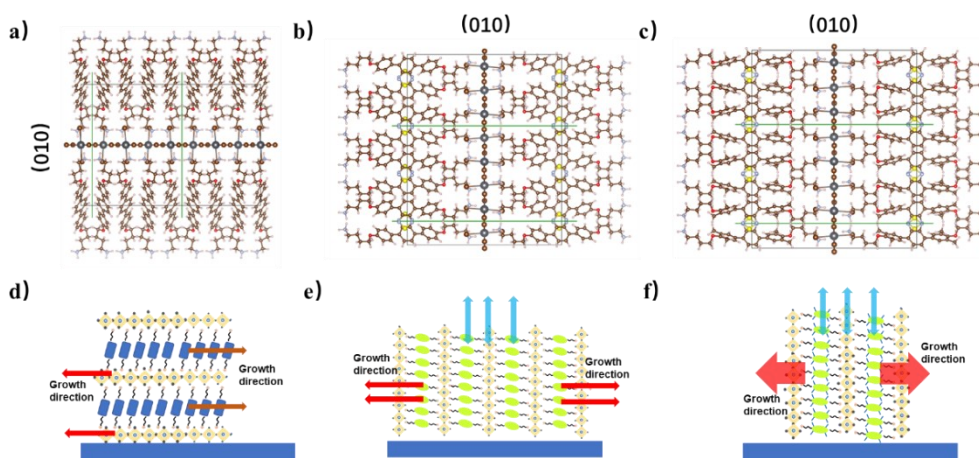 a)
(010)
b)
(010)
c)
(010)
d)
Growth
direction
Growth
direction
e)
Growth
direction
Growth
direction
f)
Growth
direction
Growth
direction